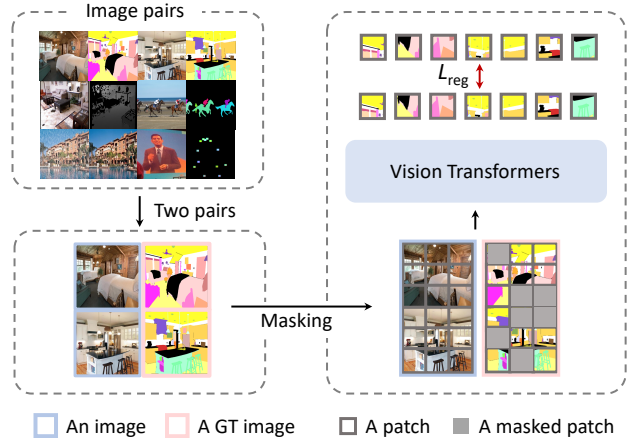 Image pairs
L_reg
Vision Transformers
Two pairs
Masking
An image
A GT image
A patch
A masked patch